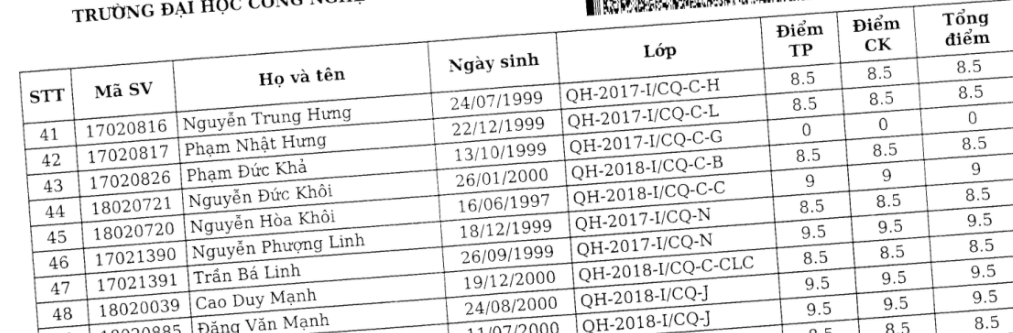 TRƯỜNG ĐẠI HỌC CÔNG NGHỆ
STT Mã SV Họ và tên Ngày sinh Lớp Điểm TP Điểm CK Tổng điểm
41 17020816 Nguyễn Trung Hưng 24/07/1999 QH-2017-I/CQ-C-H 8.5 8.5 8.5
42 17020817 Phạm Nhật Hưng 22/12/1999 QH-2017-I/CQ-C-L 8.5 8.5 8.5
43 17020826 Phạm Đức Khả 13/10/1999 QH-2017-I/CQ-C-G 0 0 0
44 18020721 Nguyễn Đức Khôi 26/01/2000 QH-2018-I/CQ-C-B 8.5 8.5 8.5
45 18020720 Nguyễn Hòa Khôi 16/06/1997 QH-2018-I/CQ-C-C 9 9 9
46 17021390 Nguyễn Phượng Linh 18/12/1999 QH-2017-I/CQ-N 8.5 8.5 8.5
47 17021391 Trần Bá Linh 26/09/1999 QH-2017-I/CQ-N 9.5 9.5 9.5
48 18020039 Cao Duy Mạnh 19/12/2000 QH-2018-I/CQ-C-CLC 8.5 8.5 8.5
18020885 Đặng Văn Mạnh 24/08/2000 QH-2018-I/CQ-J 9.5 9.5 9.5
11/07/2000 QH-2018-I/CQ-J 9.5 9.5 9.5
8.5 8.5